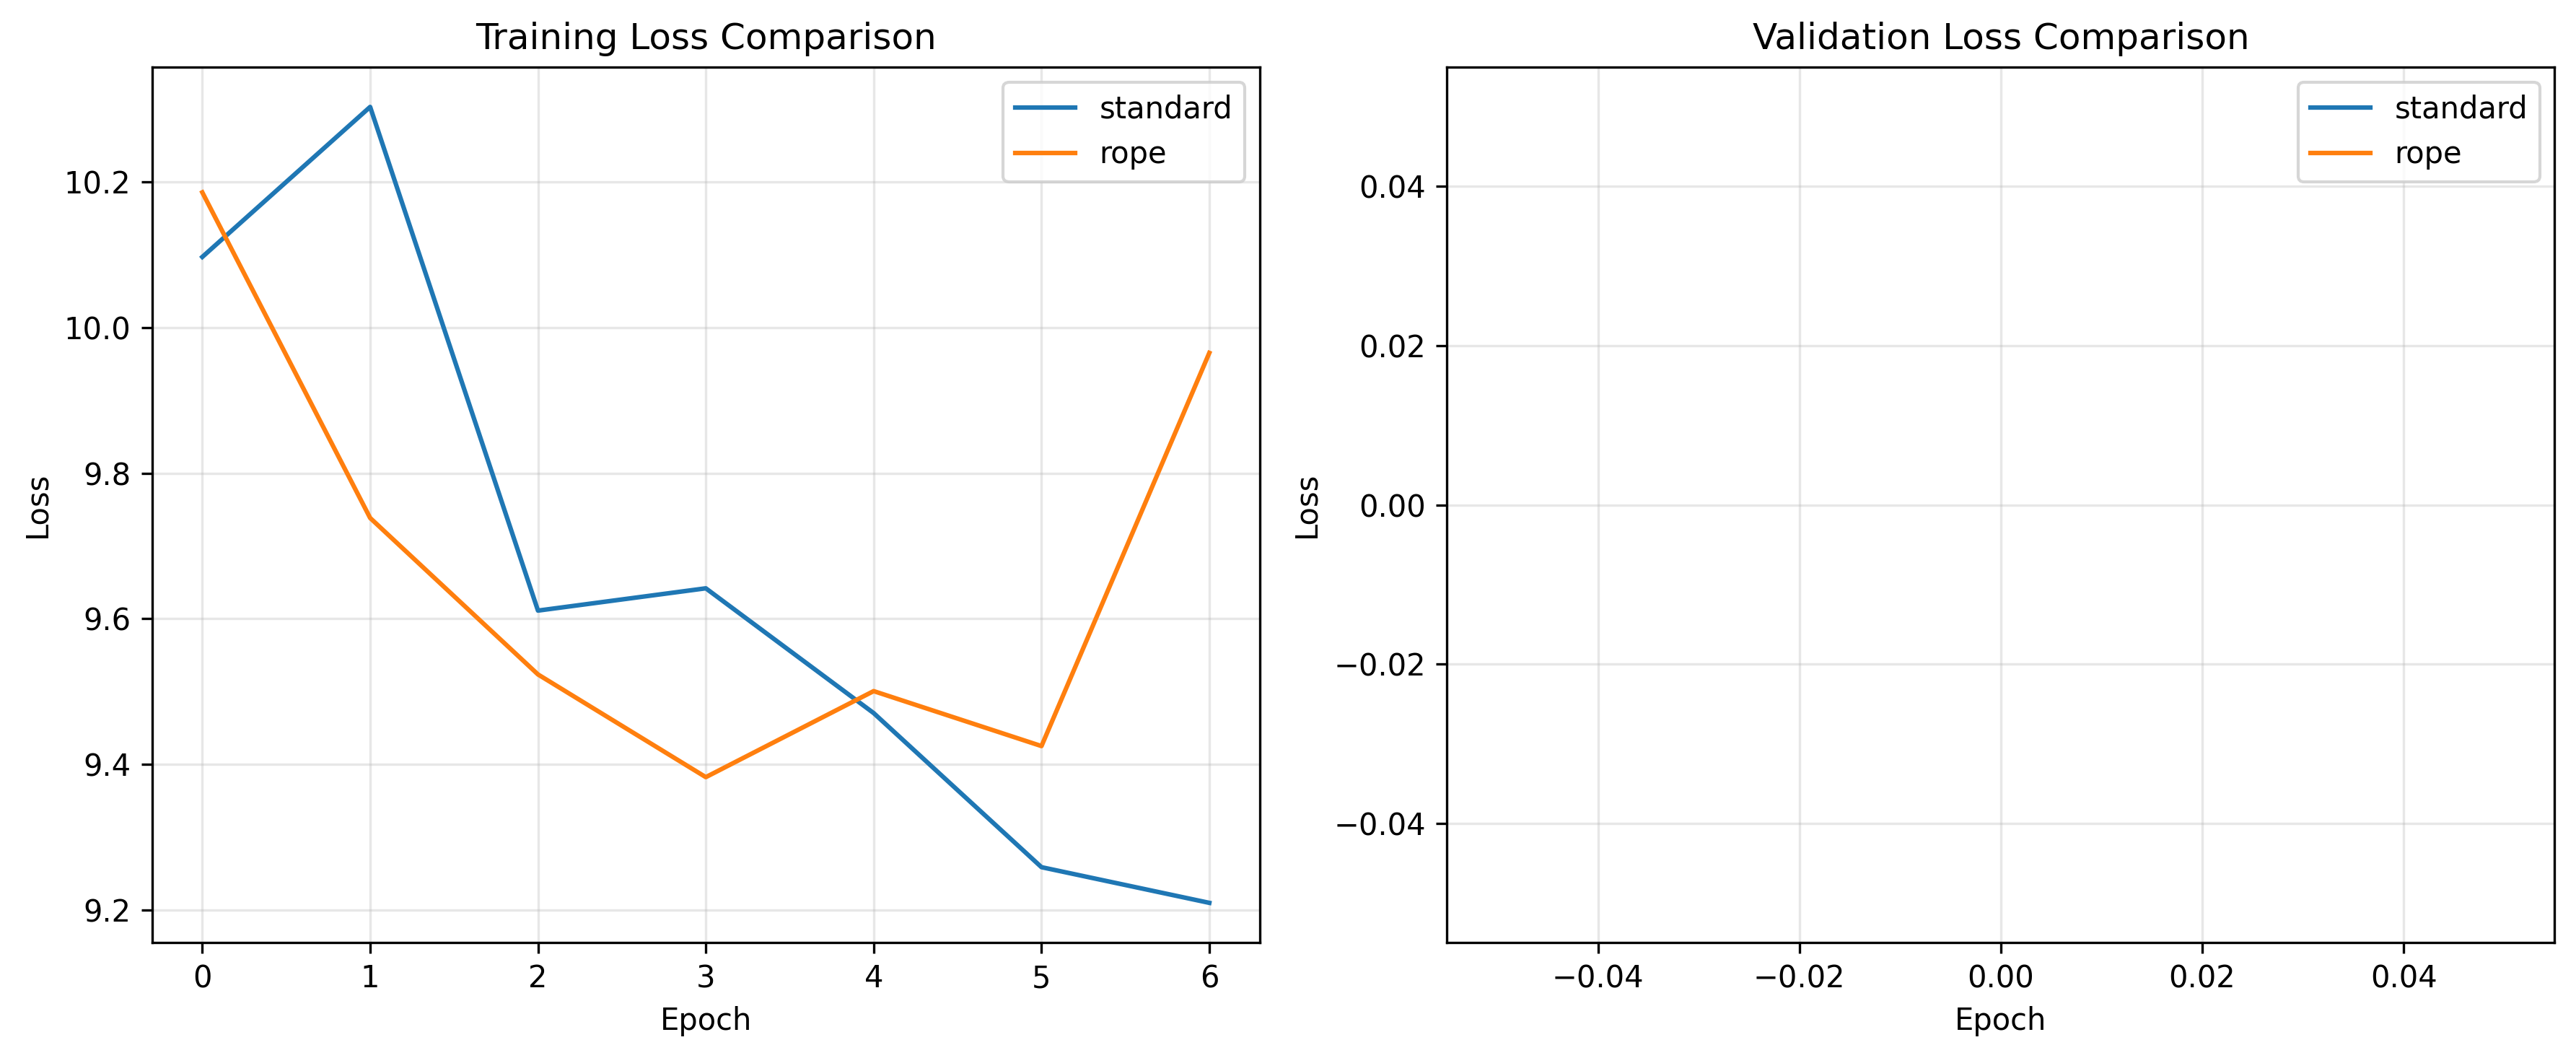 Training Loss Comparison
standard
rope
10.2
10.0
9.8
9.6
9.4
9.2
Loss
0 1 2 3 4 5 6
Epoch
Validation Loss Comparison
standard
rope
0.04
0.02
0.00
−0.02
−0.04
Loss
−0.04 −0.02 0.00 0.02 0.04
Epoch